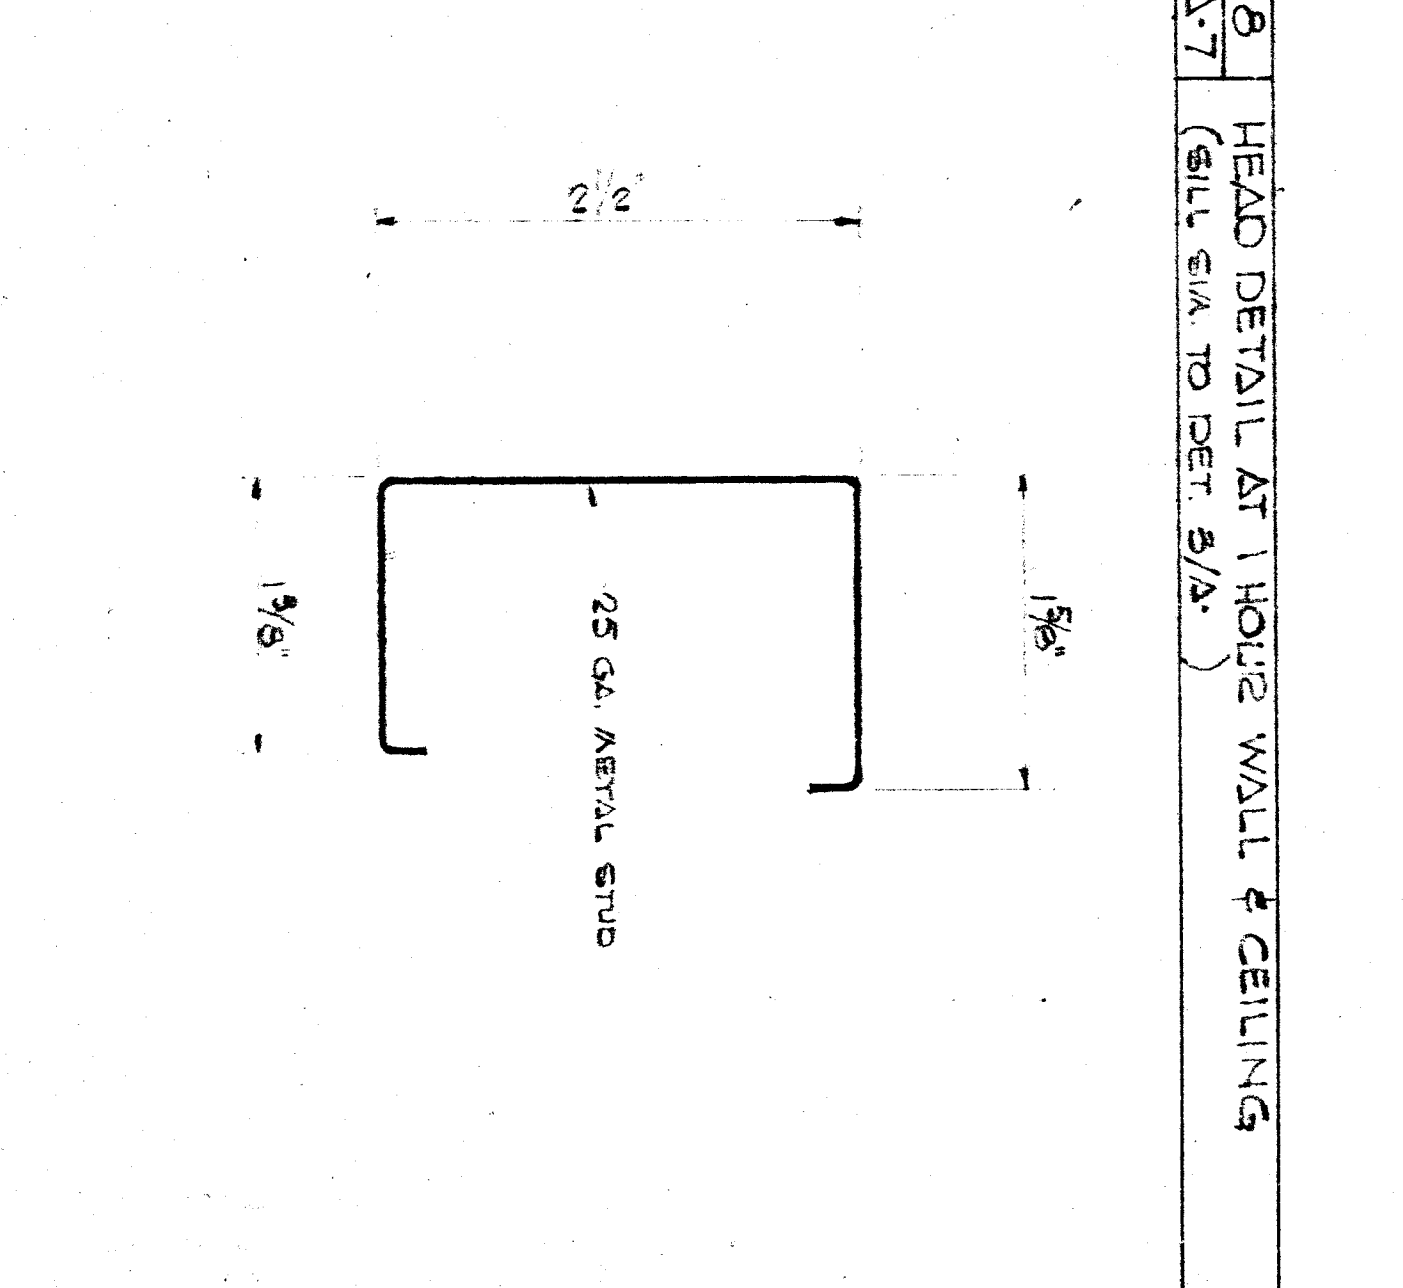 8
A.7
HEAD DETAIL AT 1 HOUR WALL & CEILING
(SILL SIM. TO DET. 3/A. )
2 1/2"
1 5/8"
25 GA. METAL STUD
1 3/8"